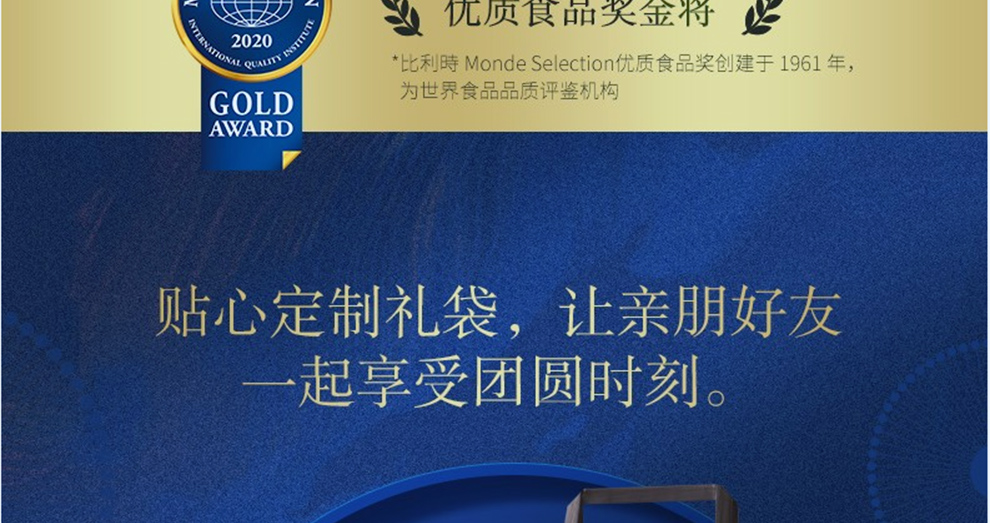 优质食品奖金将
INTERNATIONAL QUALITY INSTITUTE
2020
*比利時 Monde Selection优质食品奖创建于 1961 年，
为世界食品品质评鉴机构
GOLD
AWARD
贴心定制礼袋，让亲朋好友
一起享受团圆时刻。